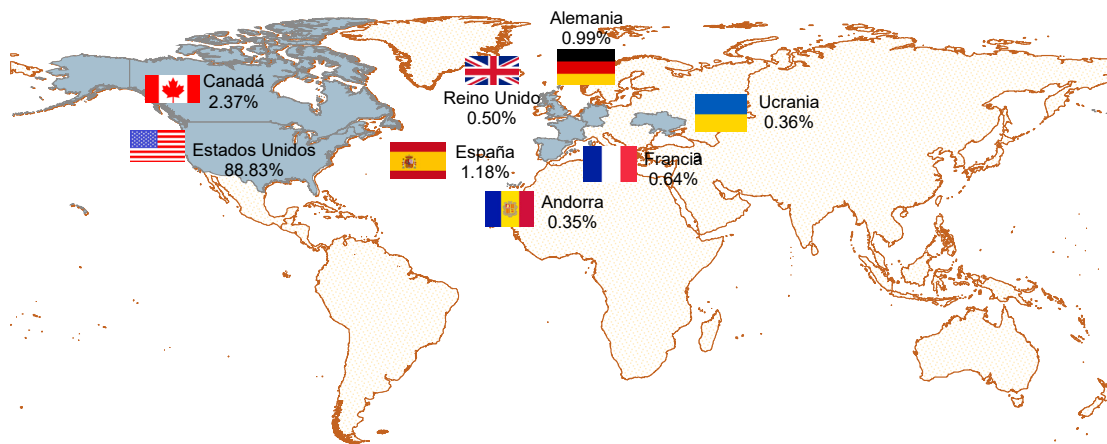 Alemania
0.99%
Canadá
2.37%
Reino Unido
0.50%
Ucrania
0.36%
Estados Unidos
88.83%
España
1.18%
Francia
0.64%
Andorra
0.35%